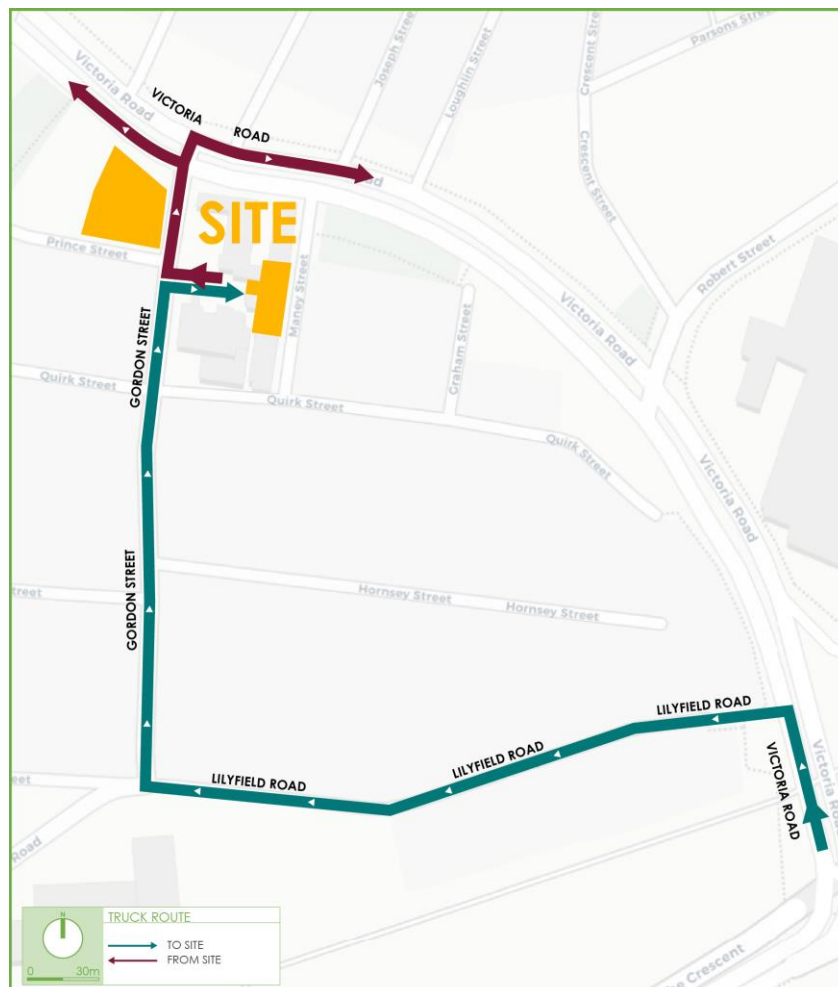 Parsons Street
Joseph Street
Loughlin Street
Crescent Street
Crescent Street
Victoria Road
VICTORIA
ROAD
SITE
Prince Street
Robert Street
Maney Street
Graham Street
Victoria Road
GORDON STREET
Quirk Street
Quirk Street
Quirk Street
Victoria Road
GORDON STREET
Hornsey Street
Hornsey Street
LILYFIELD ROAD
LILYFIELD ROAD
LILYFIELD ROAD
VICTORIA ROAD
Road
TRUCK ROUTE
N
TO SITE
FROM SITE
0 30m
Crescent